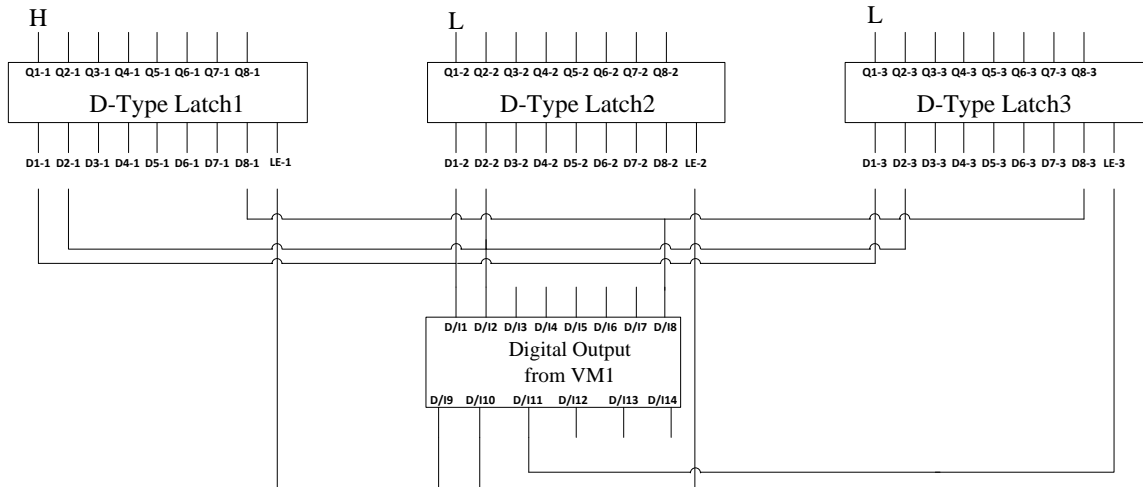 H L L
Q1-1 Q2-1 Q3-1 Q4-1 Q5-1 Q6-1 Q7-1 Q8-1
D-Type Latch1
D1-1 D2-1 D3-1 D4-1 D5-1 D6-1 D7-1 D8-1 LE-1
Q1-2 Q2-2 Q3-2 Q4-2 Q5-2 Q6-2 Q7-2 Q8-2
D-Type Latch2
D1-2 D2-2 D3-2 D4-2 D5-2 D6-2 D7-2 D8-2 LE-2
Q1-3 Q2-3 Q3-3 Q4-3 Q5-3 Q6-3 Q7-3 Q8-3
D-Type Latch3
D1-3 D2-3 D3-3 D4-3 D5-3 D6-3 D7-3 D8-3 LE-3
D/I1 D/I2 D/I3 D/I4 D/I5 D/I6 D/I7 D/I8
Digital Output
from VM1
D/I9 D/I10 D/I11 D/I12 D/I13 D/I14